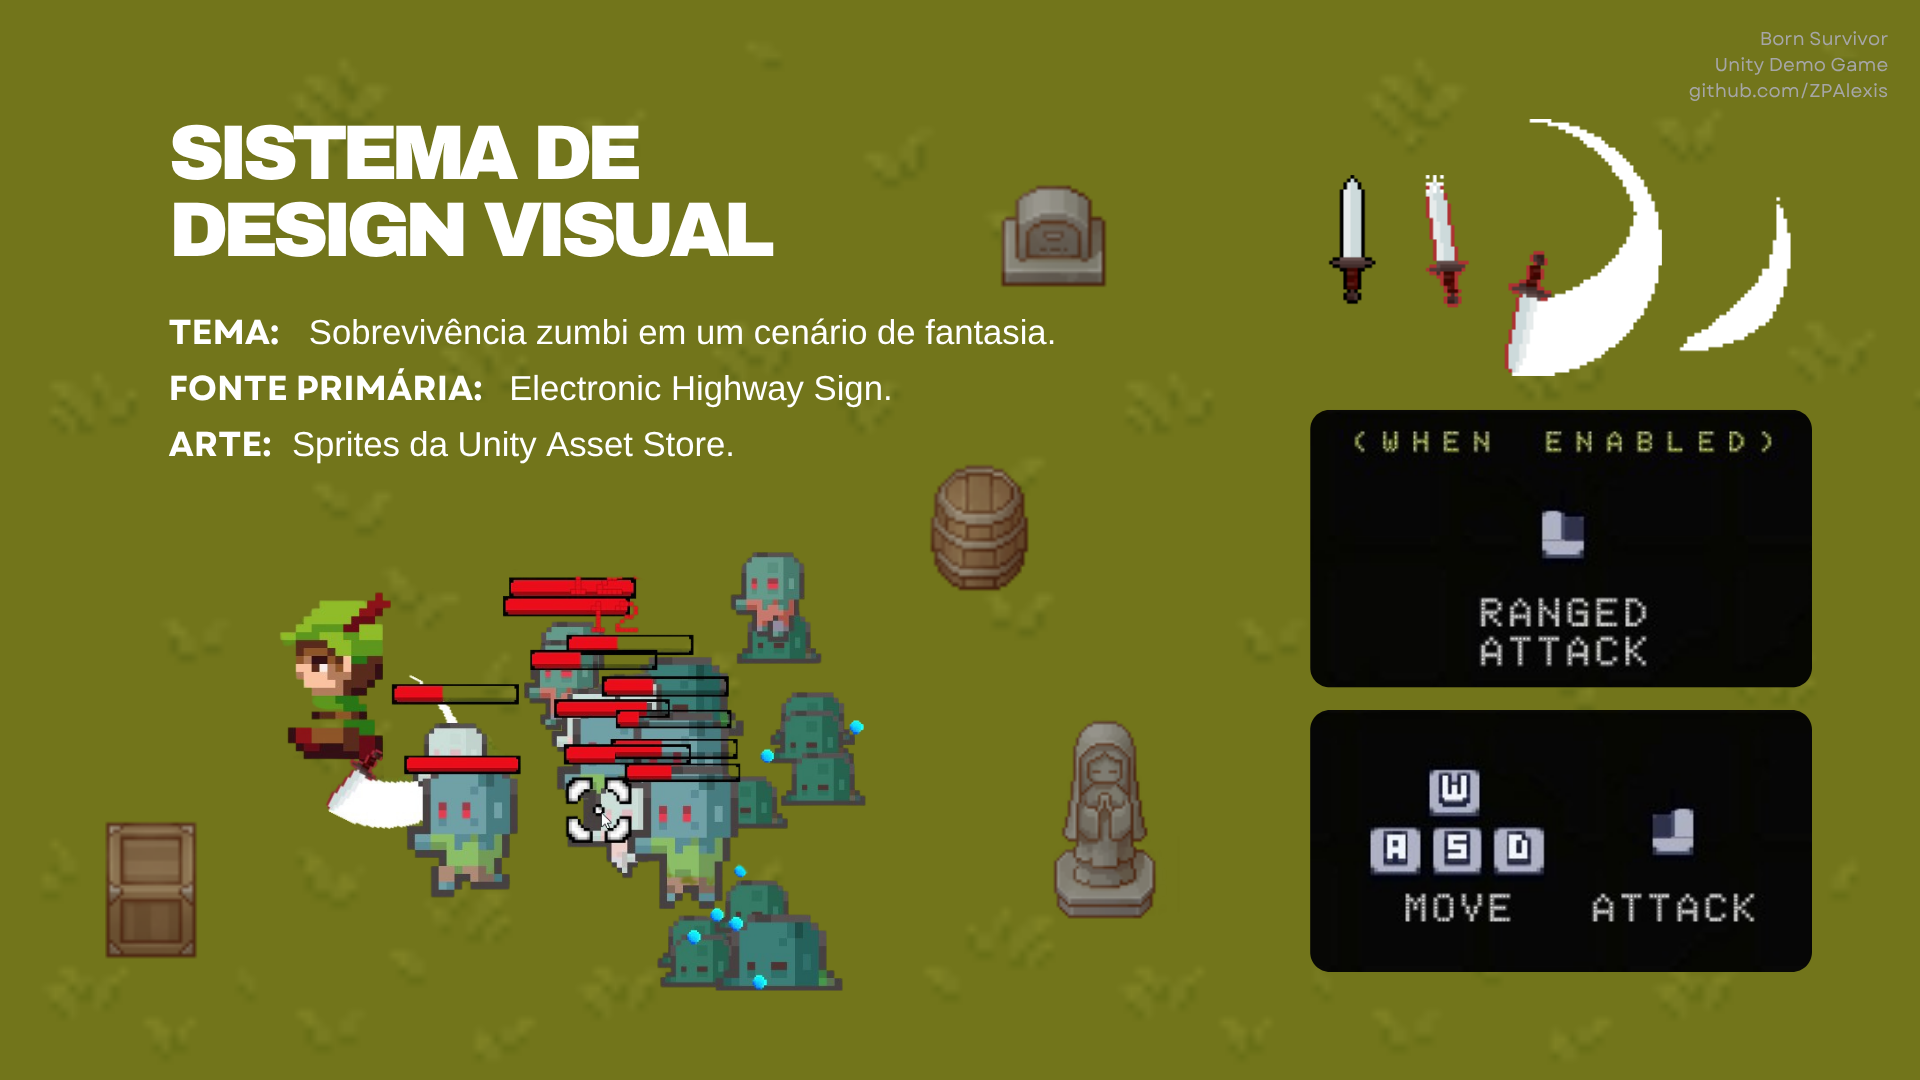 Born Survivor
Unity Demo Game
github.com/ZPAlexis
SISTEMA DE
DESIGN VISUAL
TEMA: Sobrevivência zumbi em um cenário de fantasia.
FONTE PRIMÁRIA: Electronic Highway Sign.
ARTE: Sprites da Unity Asset Store.
12
(WHEN ENABLED)
RANGED
ATTACK
W
A S D
MOVE ATTACK